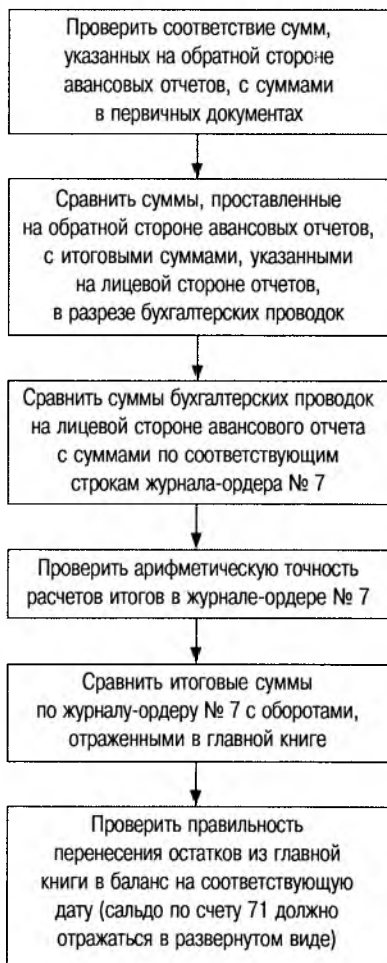 Проверить соответствие сумм,
указанных на обратной стороне
авансовых отчетов, с суммами
в первичных документах
Сравнить суммы, проставленные
на обратной стороне авансовых отчетов,
с итоговыми суммами, указанными
на лицевой стороне отчетов,
в разрезе бухгалтерских проводок
Сравнить суммы бухгалтерских проводок
на лицевой стороне авансового отчета
с суммами по соответствующим
строкам журнала-ордера № 7
Проверить арифметическую точность
расчетов итогов в журнале-ордере № 7
Сравнить итоговые суммы
по журналу-ордеру № 7 с оборотами,
отраженными в главной книге
Проверить правильность
перенесения остатков из главной
книги в баланс на соответствующую
дату (сальдо по счету 71 должно
отражаться в развернутом виде)